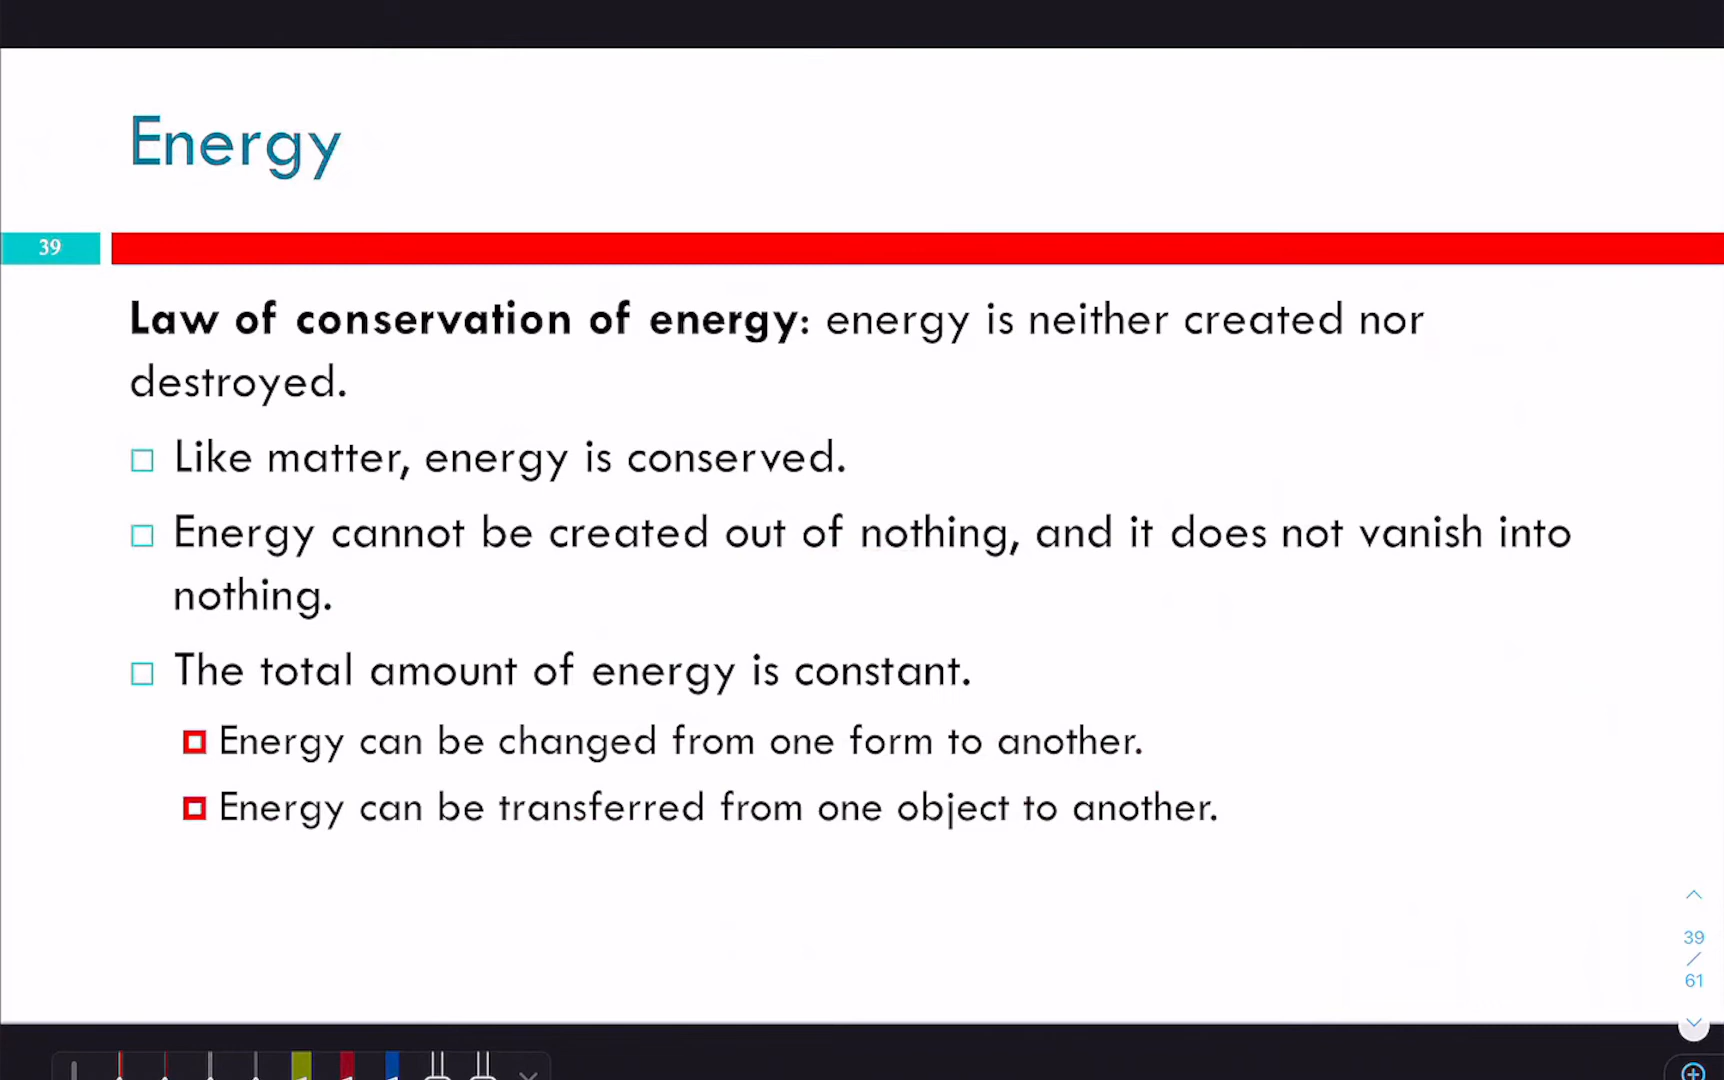 Energy
39
Law of conservation of energy: energy is neither created nor
destroyed.
Like matter, energy is conserved.
Energy cannot be created out of nothing, and it does not vanish into
nothing.
The total amount of energy is constant.
Energy can be changed from one form to another.
Energy can be transferred from one object to another.
39
/
61